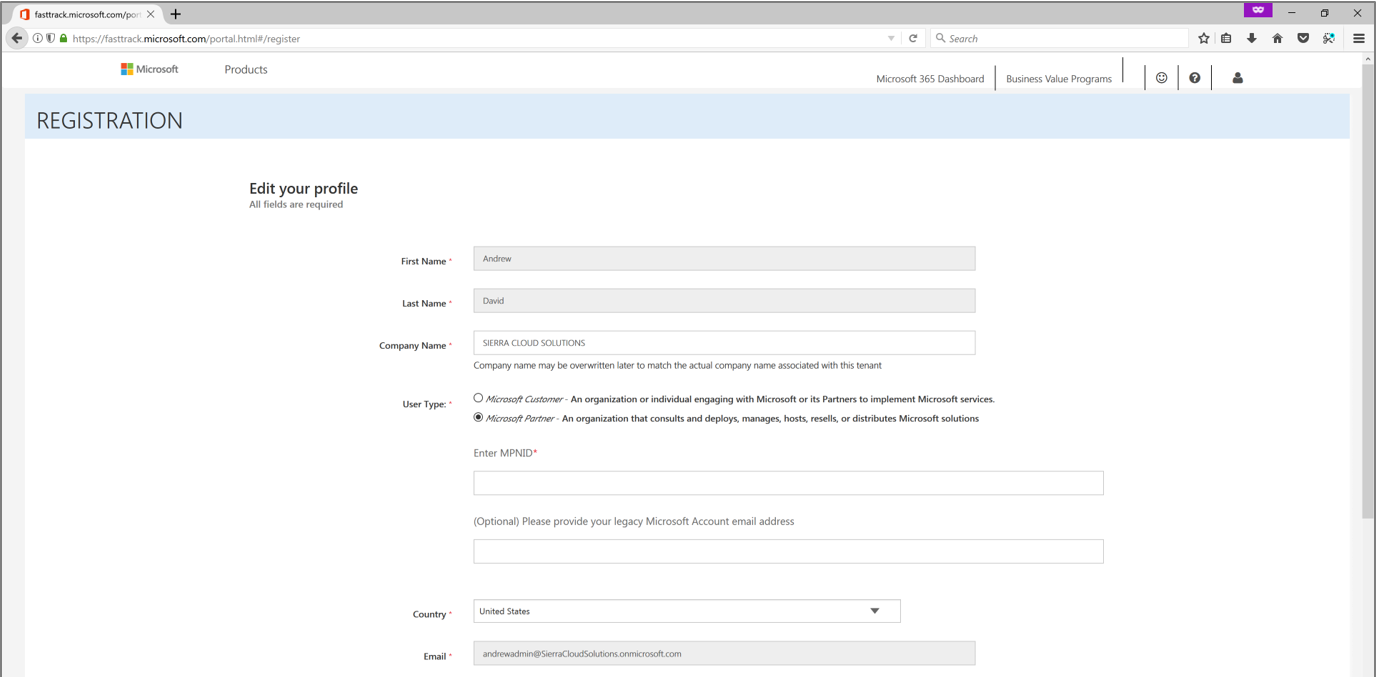 fasttrack.microsoft.com/por
https://fasttrack.microsoft.com/portal.html#/register
Search
Microsoft
Products
Microsoft 365 Dashboard
Business Value Programs
REGISTRATION
Edit your profile
All fields are required
First Name *
Andrew
Last Name *
David
Company Name *
SIERRA CLOUD SOLUTIONS
Company name may be overwritten later to match the actual company name associated with this tenant
User Type: *
Microsoft Customer - An organization or individual engaging with Microsoft or its Partners to implement Microsoft services.
Microsoft Partner - An organization that consults and deploys, manages, hosts, resells, or distributes Microsoft solutions
Enter MPNID*
(Optional) Please provide your legacy Microsoft Account email address
Country *
United States
Email *
andrewadmin@SierraCloudSolutions.onmicrosoft.com